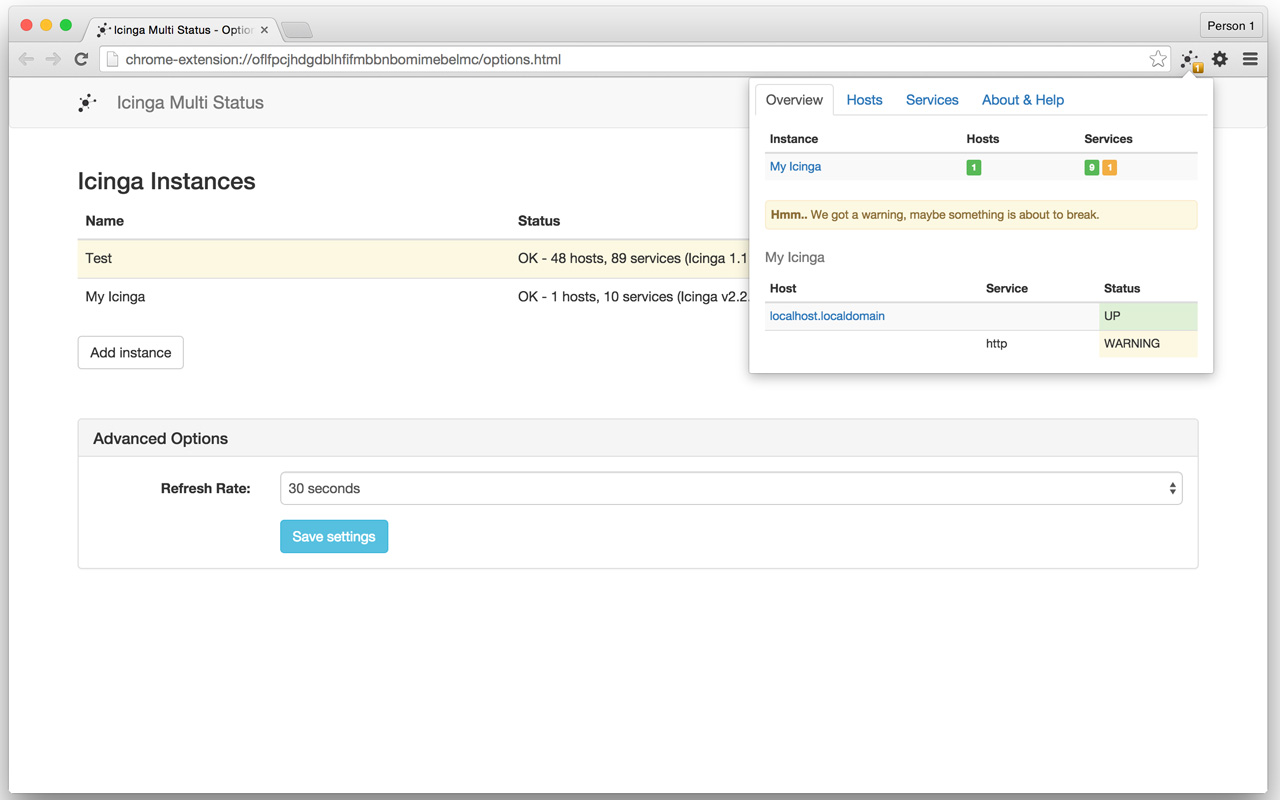 Icinga Multi Status - Optio
Person 1
chrome-extension://oflfpcjhdgdblhfifmbbnbomimebelmc/options.html
1
Icinga Multi Status
Icinga Instances
Name Status
Test OK - 48 hosts, 89 services (Icinga 1.1
My Icinga OK - 1 hosts, 10 services (Icinga v2.2.
Add instance
Overview Hosts Services About & Help
Instance Hosts Services
My Icinga 1 9 1
Hmm.. We got a warning, maybe something is about to break.
My Icinga
Host Service Status
localhost.localdomain UP
http WARNING
Advanced Options
Refresh Rate: 30 seconds
Save settings